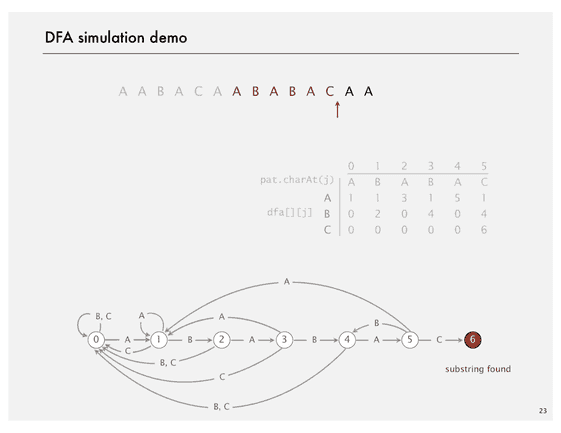 DFA simulation demo
A A B A C A A B A B A C A A
0 1 2 3 4 5
pat.charAt(j) A B A B A C
A 1 1 3 1 5 1
dfa[][j] B 0 2 0 4 0 4
C 0 0 0 0 0 6
A
B, C A A B
0 A 1 B 2 A 3 B 4 A 5 C 6
C
B, C
substring found
C
B, C
23